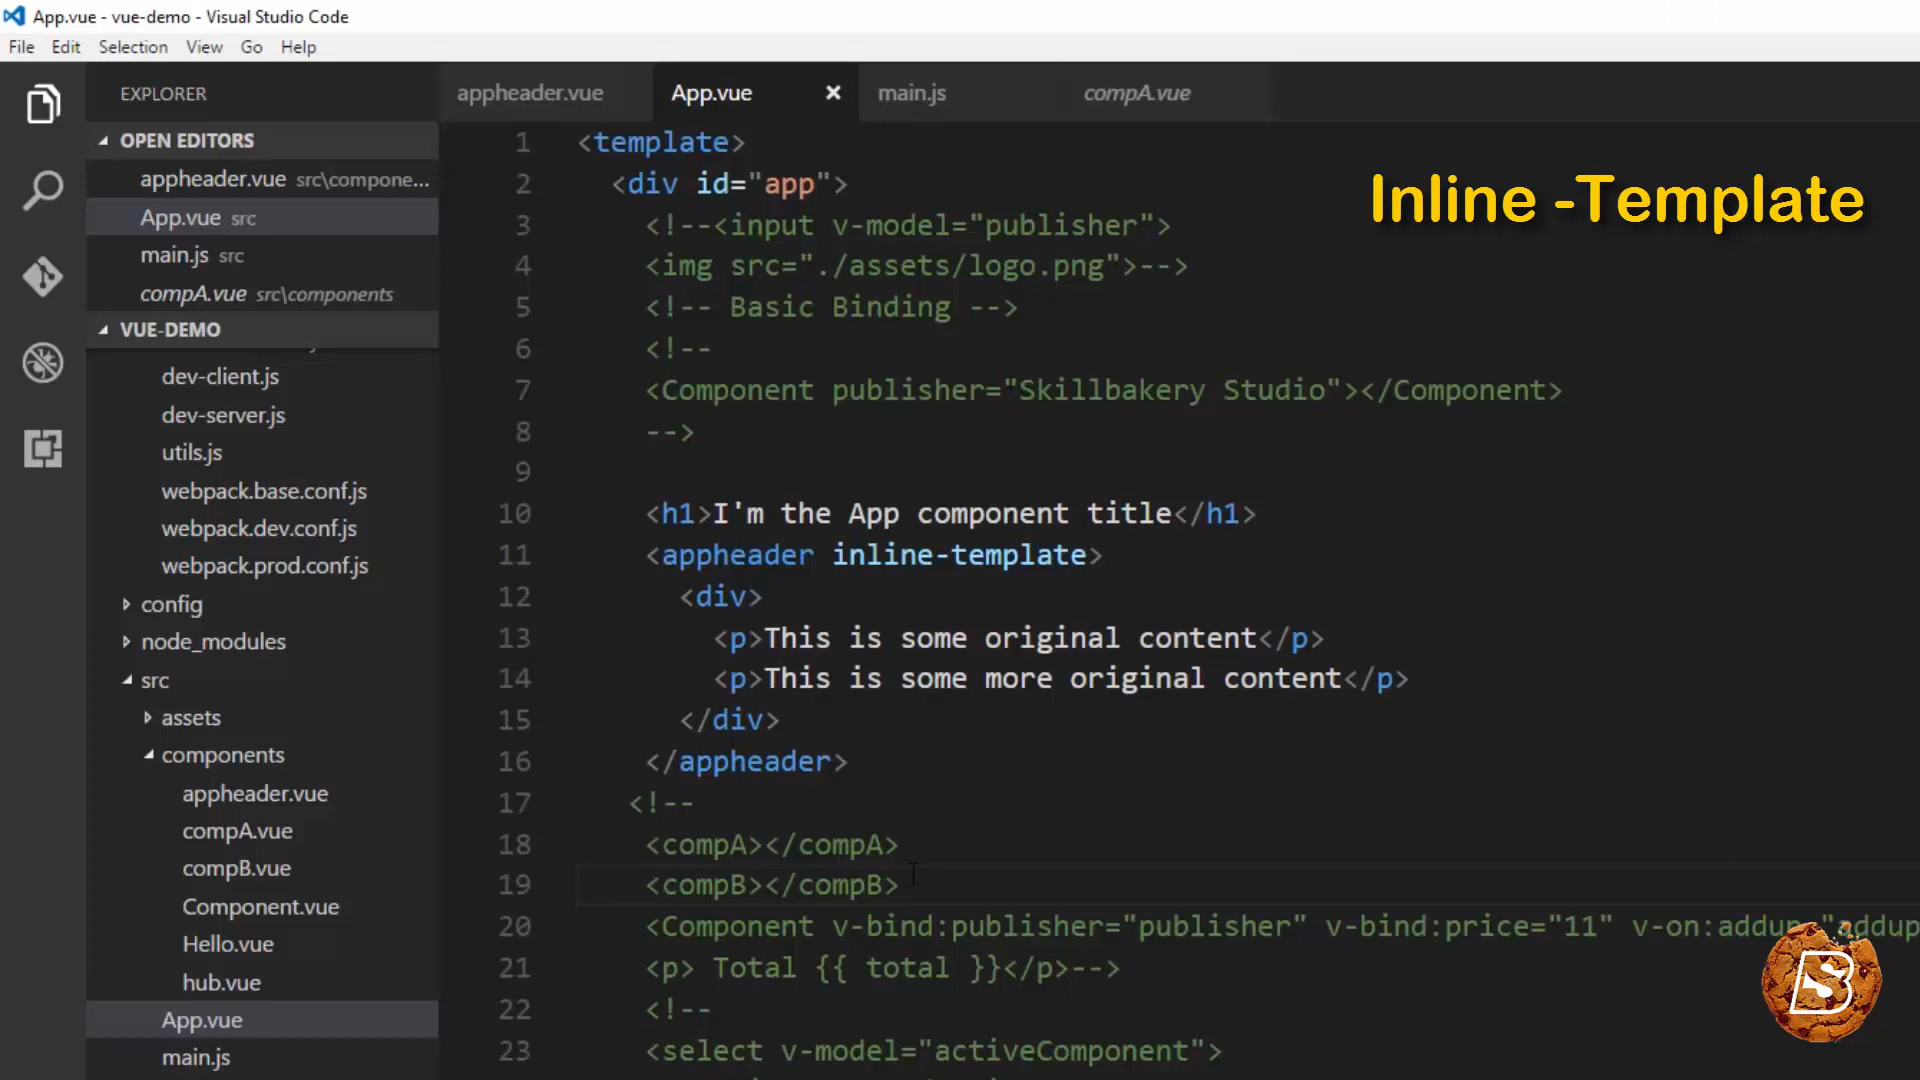 App.vue - vue-demo - Visual Studio Code
File Edit Selection View Go Help
EXPLORER
OPEN EDITORS
appheader.vue src\compone...
App.vue src
main.js src
compA.vue src\components
VUE-DEMO
dev-client.js
dev-server.js
utils.js
webpack.base.conf.js
webpack.dev.conf.js
webpack.prod.conf.js
config
node_modules
src
assets
components
appheader.vue
compA.vue
compB.vue
Component.vue
Hello.vue
hub.vue
App.vue
main.js
appheader.vue App.vue main.js compA.vue
Inline -Template
1 <template>
2 <div id="app">
3 <!--<input v-model="publisher">
4 <img src="./assets/logo.png">-->
5 <!-- Basic Binding -->
6 <!--
7 <Component publisher="Skillbakery Studio"></Component>
8 -->
9
10 <h1>I'm the App component title</h1>
11 <appheader inline-template>
12 <div>
13 <p>This is some original content</p>
14 <p>This is some more original content</p>
15 </div>
16 </appheader>
17 <!--
18 <compA></compA>
19 <compB></compB>
20 <Component v-bind:publisher="publisher" v-bind:price="11" v-on:addup="addup
21 <p> Total {{ total }}</p>-->
22 <!--
23 <select v-model="activeComponent">